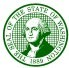 THE SEAL OF THE STATE OF WASHINGTON
1889